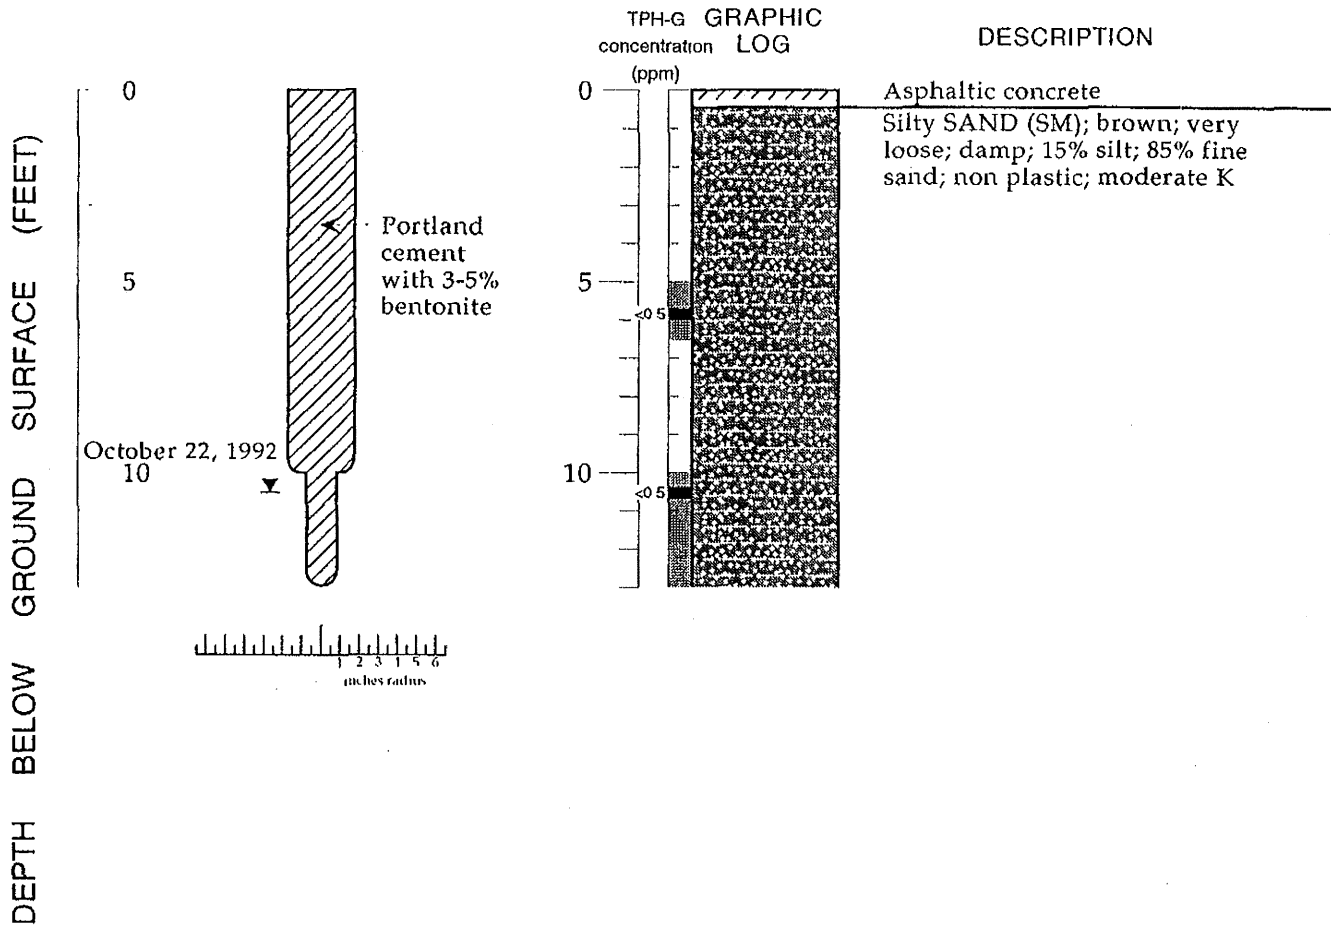 TPH-G
concentration
(ppm)
GRAPHIC
LOG
DESCRIPTION
DEPTH BELOW GROUND SURFACE (FEET)
0
5
10
October 22, 1992
Portland
cement
with 3-5%
bentonite
0
5
<0 5
10
<0 5
Asphaltic concrete
Silty SAND (SM); brown; very
loose; damp; 15% silt; 85% fine
sand; non plastic; moderate K
1 2 3 4 5 6
inches radius